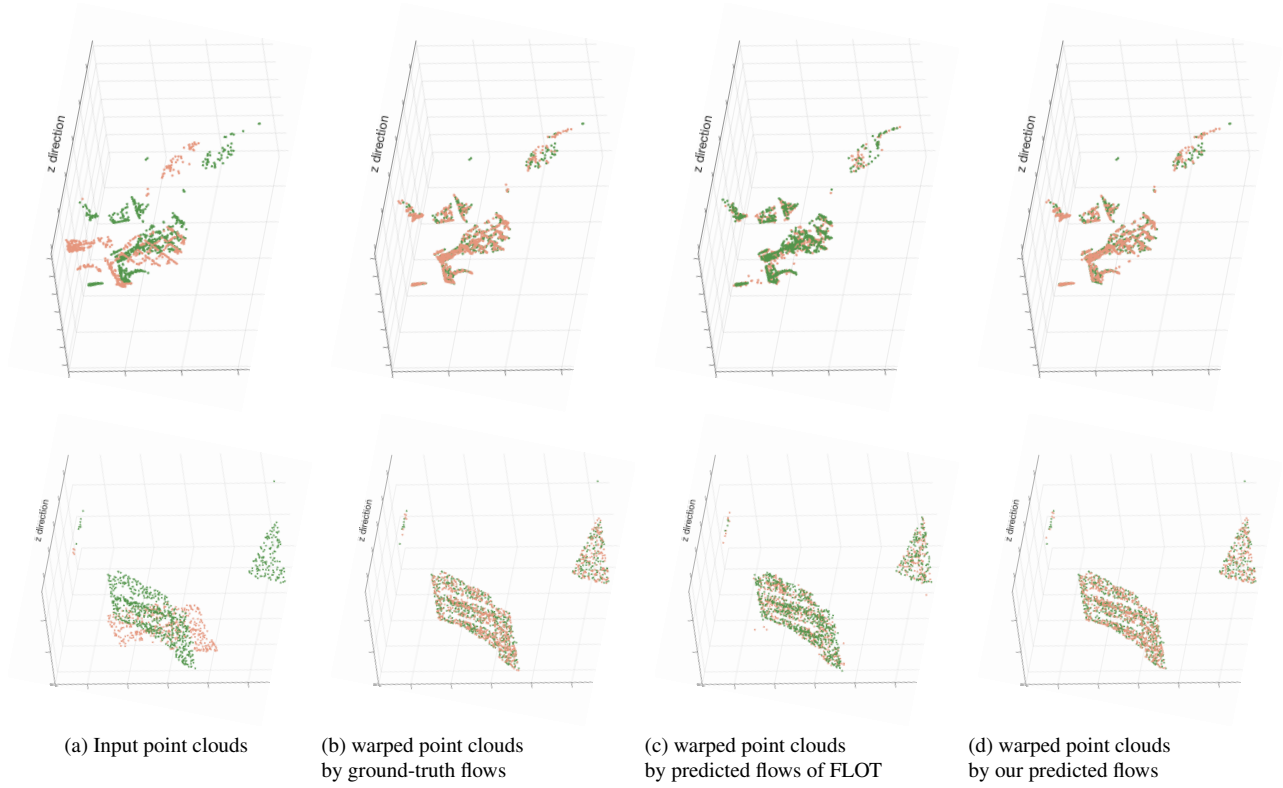 z direction
z direction
z direction
z direction
z direction
z direction
z direction
z direction
(a) Input point clouds
(b) warped point clouds
by ground-truth flows
(c) warped point clouds
by predicted flows of FLOT
(d) warped point clouds
by our predicted flows